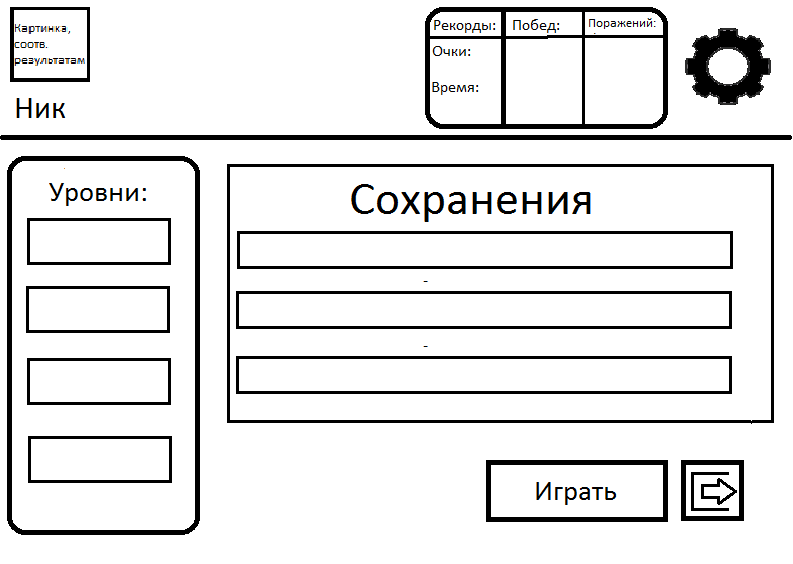 Картинка,
соотв.
результатам
Ник
Рекорды: Побед: Поражений:
Очки:
Время:
Уровни:
Сохранения
Играть